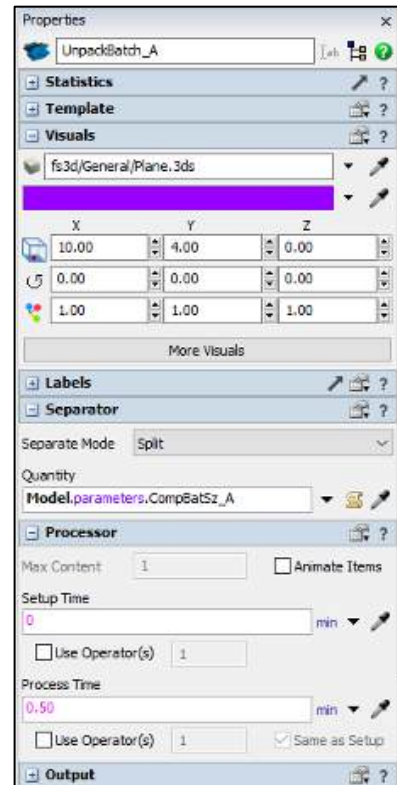 Properties
UnpackBatch_A
Statistics
Template
Visuals
fs3d/General/Plane.3ds
X Y Z
10.00 4.00 0.00
0.00 0.00 0.00
1.00 1.00 1.00
More Visuals
Labels
Separator
Separate Mode Split
Quantity
Model.parameters.CompBatSz_A
Processor
Max Content 1 Animate Items
Setup Time
0 min
Use Operator(s) 1
Process Time
0.50 min
Use Operator(s) 1 Same as Setup
Output